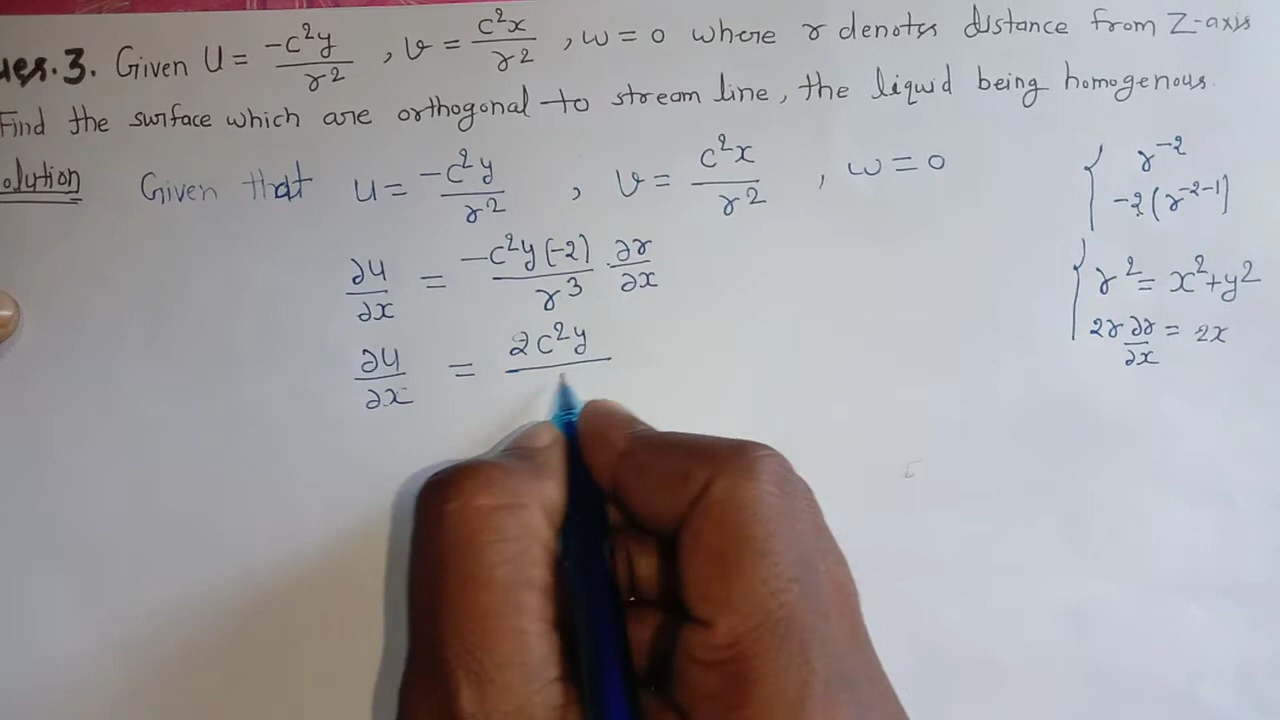 ues.3. Given U = -c²y/r², v = c²x/r², w = 0 where r denotes distance from Z-axis
Find the surface which are orthogonal to stream line, the liquid being homogenous.
olution Given that u = -c²y/r², v = c²x/r², w = 0
∂u/∂x = -c²y(-2)/r³ · ∂r/∂x
∂u/∂x = 2c²y
r⁻²
-2(r⁻²⁻¹)
r² = x²+y²
2r ∂r/∂x = 2x